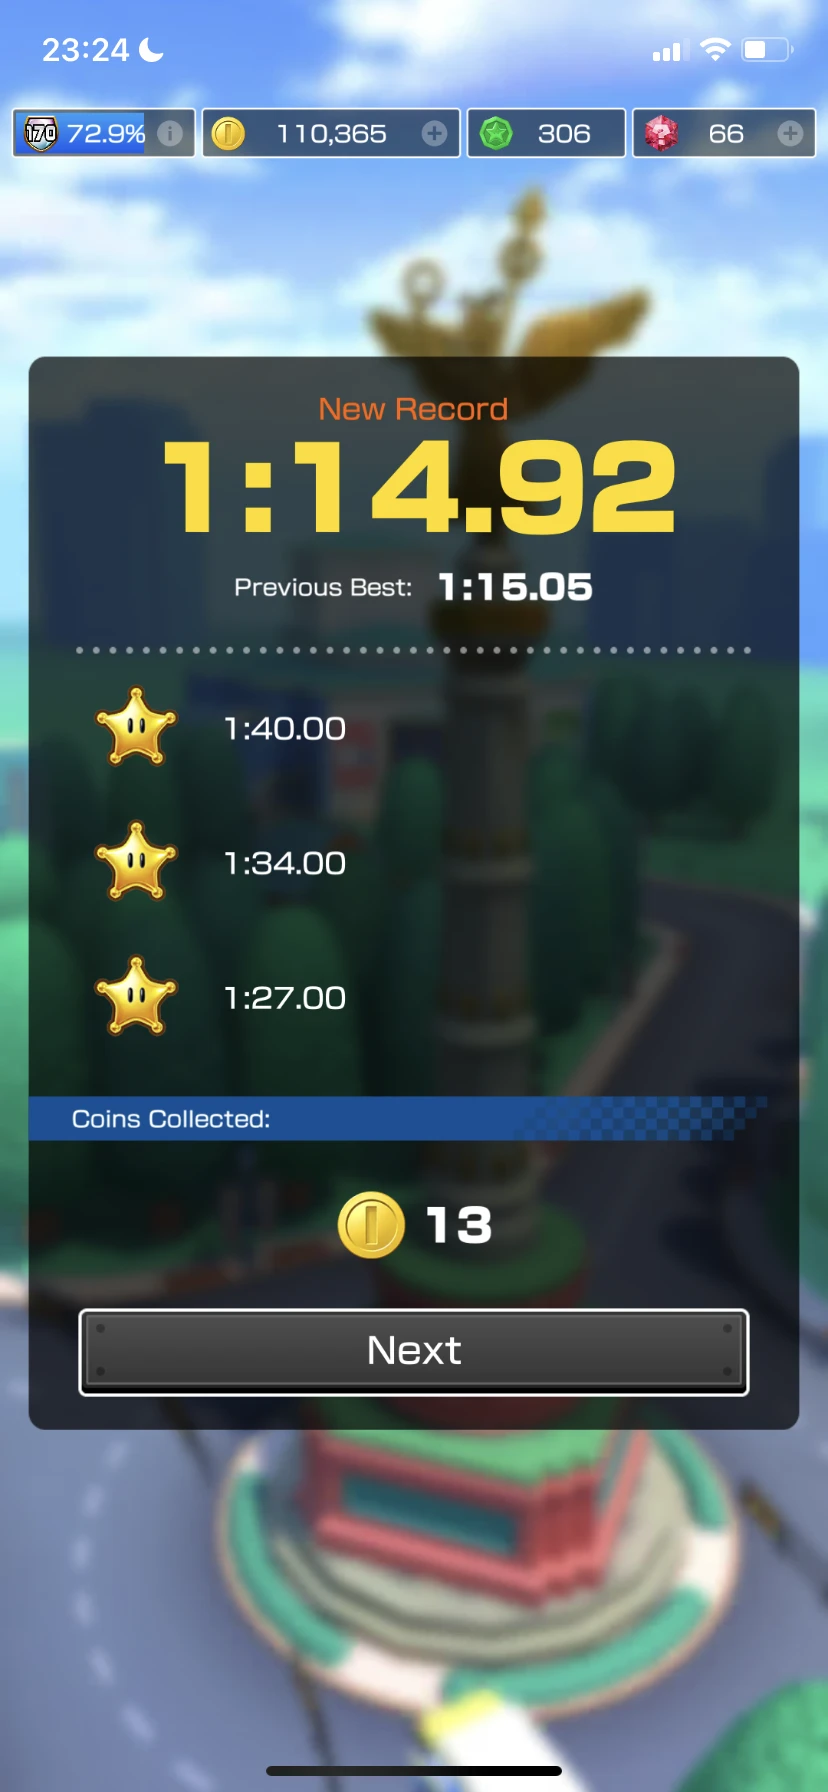 23:24
170 72.9% i 110,365 + 306 66 +
New Record
1:14.92
Previous Best: 1:15.05
1:40.00
1:34.00
1:27.00
Coins Collected:
13
Next